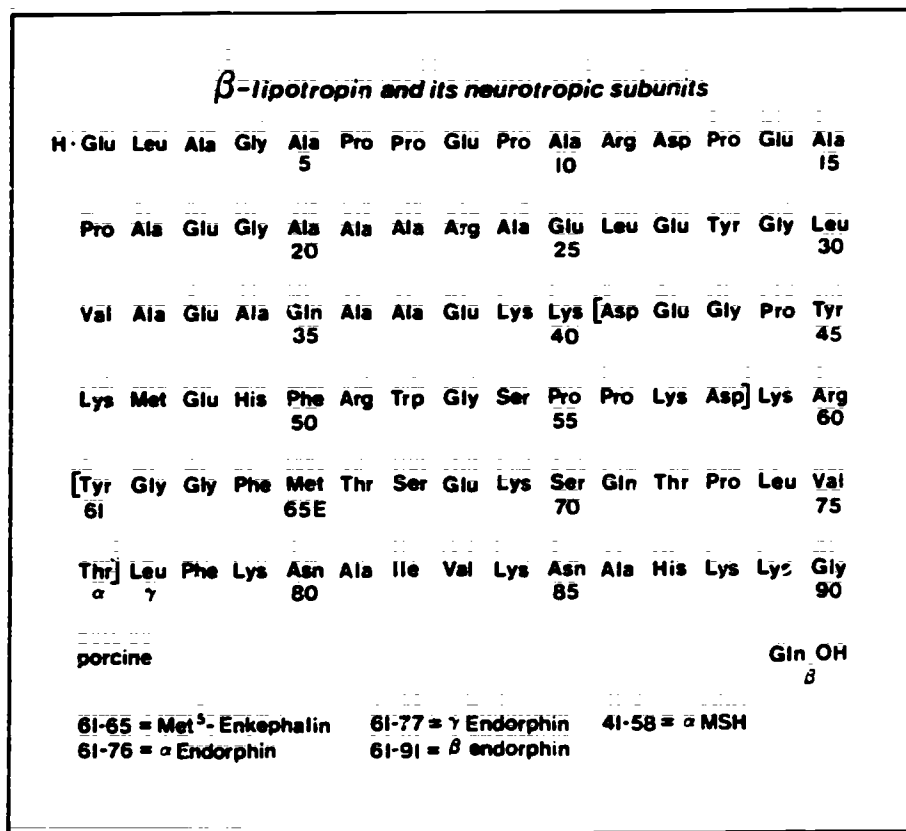 β-lipotropin and its neurotropic subunits
H·Glu Leu Ala Gly Ala Pro Pro Glu Pro Ala Arg Asp Pro Glu Ala
5 10 15
Pro Ala Glu Gly Ala Ala Ala Arg Ala Glu Leu Glu Tyr Gly Leu
20 25 30
Val Ala Glu Ala Gln Ala Ala Glu Lys Lys [Asp Glu Gly Pro Tyr
35 40 45
Lys Met Glu His Phe Arg Trp Gly Ser Pro Pro Lys Asp] Lys Arg
50 55 60
[Tyr Gly Gly Phe Met Thr Ser Glu Lys Ser Gln Thr Pro Leu Val
61 65E 70 75
Thr] Leu Phe Lys Asn Ala Ile Val Lys Asn Ala His Lys Lys Gly
α γ 80 85 90
porcine Gln OH
β
61-65 = Met⁵- Enkephalin 61-77 = γ Endorphin 41-58 = α MSH
61-76 = α Endorphin 61-91 = β endorphin